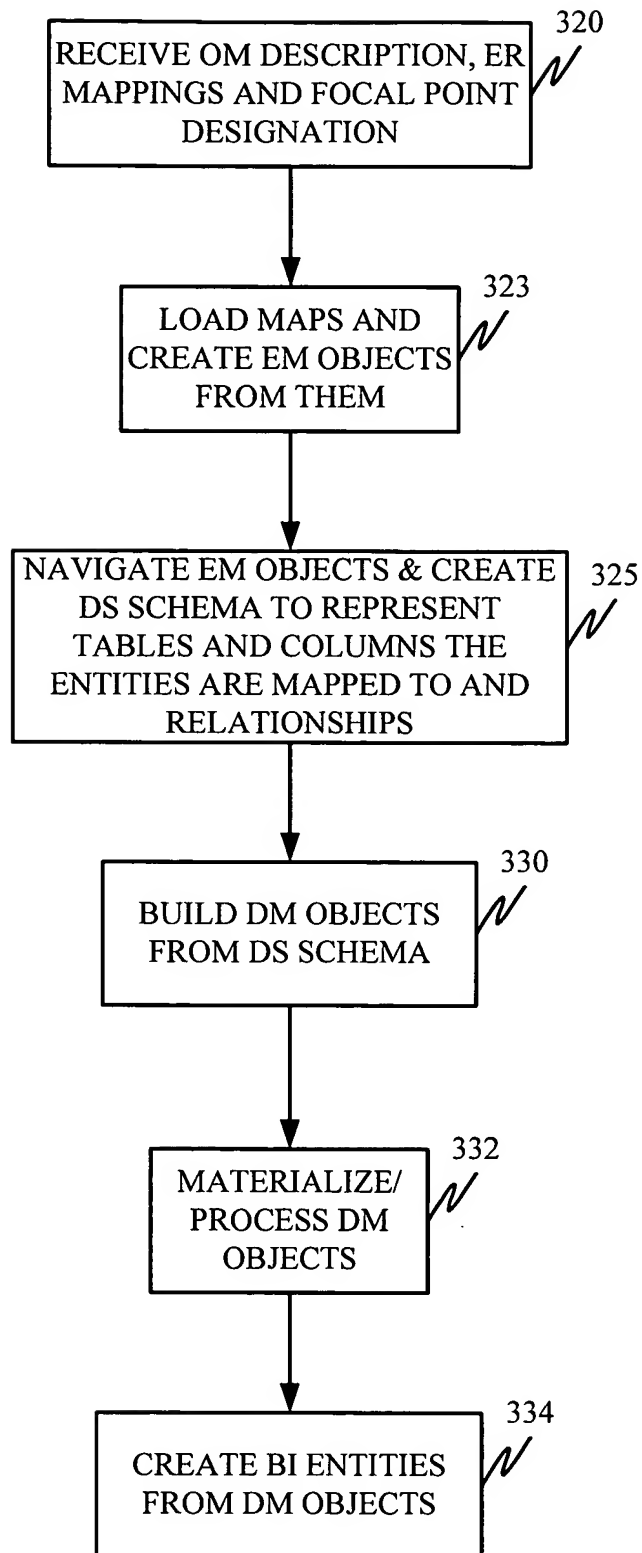 320
RECEIVE OM DESCRIPTION, ER
MAPPINGS AND FOCAL POINT
DESIGNATION
323
LOAD MAPS AND
CREATE EM OBJECTS
FROM THEM
NAVIGATE EM OBJECTS & CREATE
DS SCHEMA TO REPRESENT
TABLES AND COLUMNS THE
ENTITIES ARE MAPPED TO AND
RELATIONSHIPS
325
330
BUILD DM OBJECTS
FROM DS SCHEMA
332
MATERIALIZE/
PROCESS DM
OBJECTS
334
CREATE BI ENTITIES
FROM DM OBJECTS